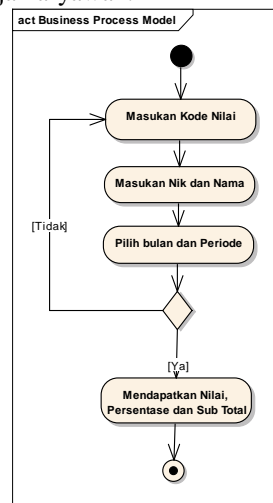 act Business Process Model
Masukan Kode Nilai
Masukan Nik dan Nama
[Tidak]
Pilih bulan dan Periode
[Ya]
Mendapatkan Nilai,
Persentase dan Sub Total